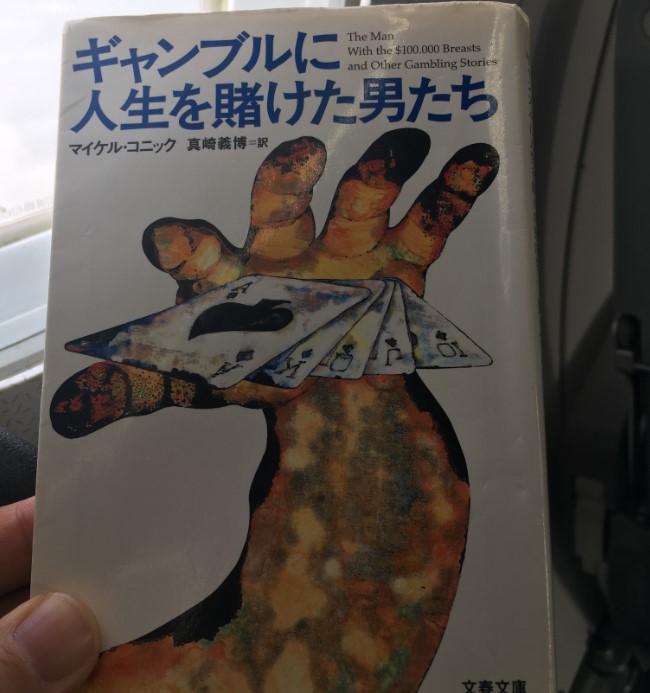 ギャンブルに
人生を賭けた男たち
The Man
With the $100.000 Breasts
and Other Gambling Stories
マイケル・コニック 真崎義博=訳
A
A
K
Q
J
10
文春文庫